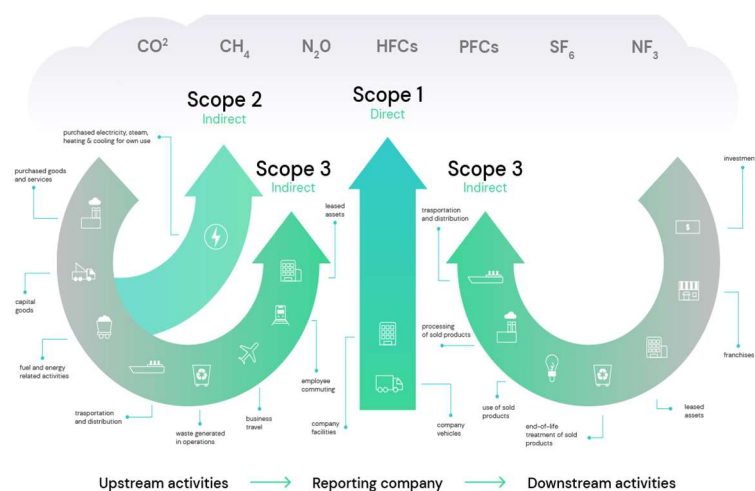 CO² CH₄ N₂O HFCs PFCs SF₆ NF₃
Scope 2
Indirect
Scope 1
Direct
Scope 3
Indirect
Scope 3
Indirect
purchased electricity, steam,
heating & cooling for own use
purchased goods
and services
capital
goods
fuel and energy
related activities
trasportation
and distribution
waste generated
in operations
business
travel
employee
commuting
leased
assets
company
facilities
company
vehicles
trasportation
and distribution
processing
of sold products
use of sold
products
end-of-life
treatment of sold
products
leased
assets
franchises
investmen
$
Upstream activities Reporting company Downstream activities